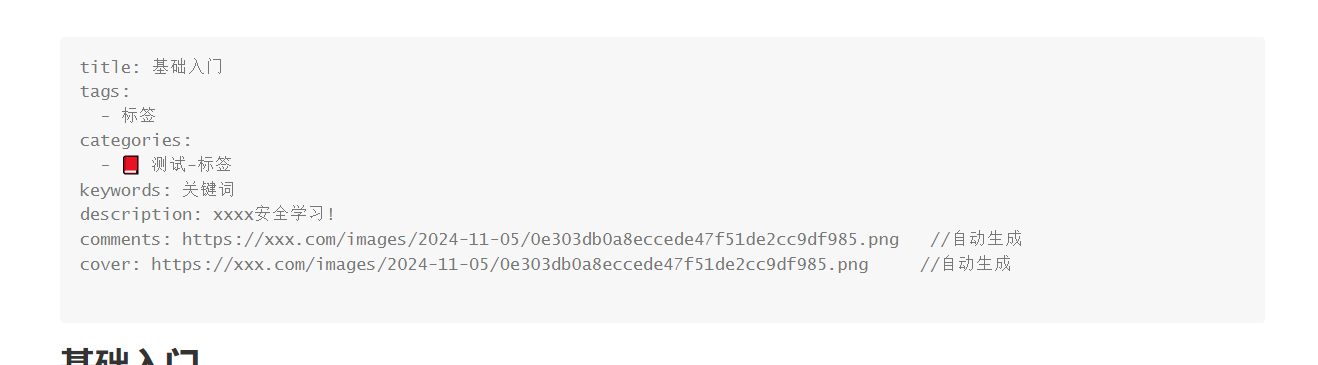 title: 基础入门
tags:
  - 标签
categories:
  - 📕 测试-标签
keywords: 关键词
description: xxxx安全学习!
comments: https://xxx.com/images/2024-11-05/0e303db0a8eccede47f51de2cc9df985.png   //自动生成
cover: https://xxx.com/images/2024-11-05/0e303db0a8eccede47f51de2cc9df985.png     //自动生成
基础入门